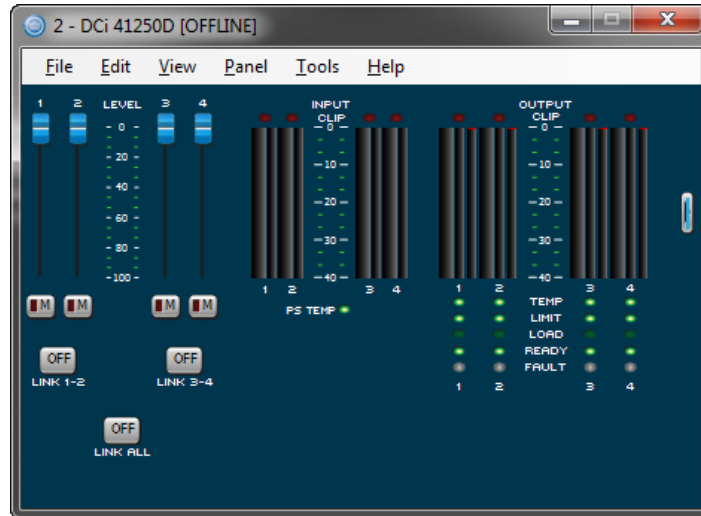 2 - DCi 41250D [OFFLINE]
File Edit View Panel Tools Help
1 2 LEVEL 3 4
- 0 -
- 20 -
- 40 -
- 60 -
- 80 -
- 100 -
M M M M
OFF OFF
LINK 1-2 LINK 3-4
OFF
LINK ALL
INPUT
CLIP
— 0 —
— 10 —
— 20 —
— 30 —
— 40 —
1 2 3 4
PS TEMP
OUTPUT
CLIP
— 0 —
— 10 —
— 20 —
— 30 —
— 40 —
1 2 3 4
TEMP
LIMIT
LOAD
READY
FAULT
1 2 3 4